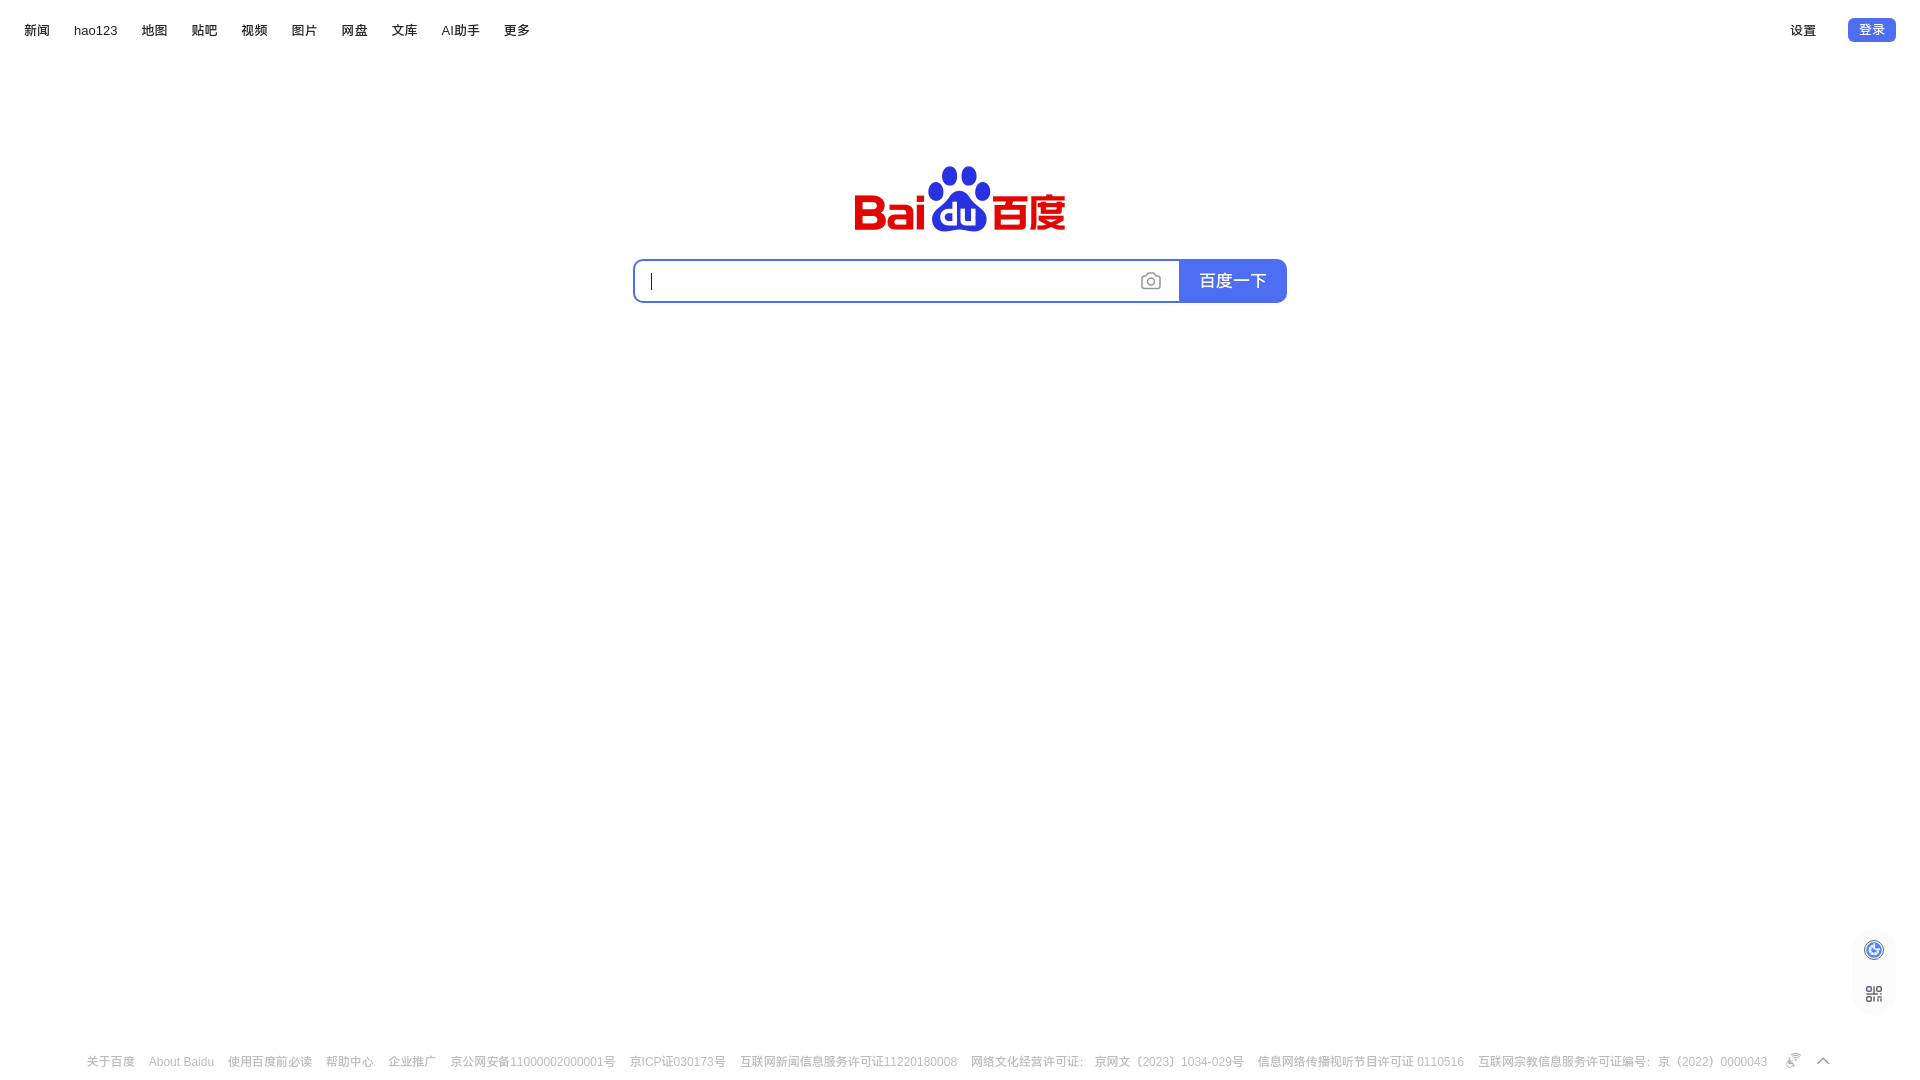 新闻 hao123 地图 贴吧 视频 图片 网盘 文库 AI助手 更多 设置 登录
Bai du 百度
百度一下
关于百度 About Baidu 使用百度前必读 帮助中心 企业推广 京公网安备11000002000001号 京ICP证030173号 互联网新闻信息服务许可证11220180008 网络文化经营许可证： 京网文〔2023〕1034-029号 信息网络传播视听节目许可证 0110516 互联网宗教信息服务许可证编号：京（2022）0000043